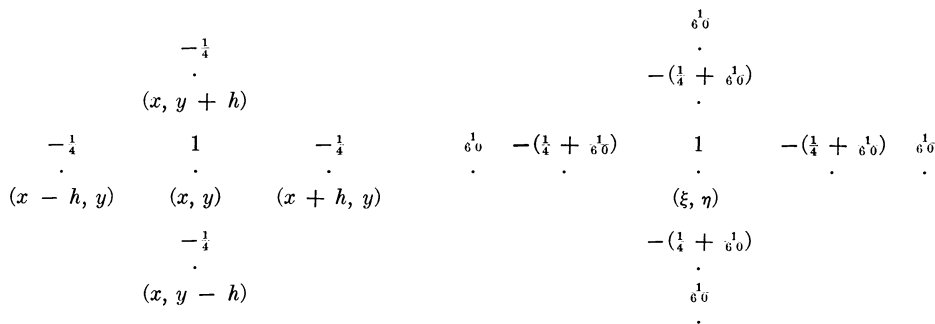 1/60
−1/4
−(1/4 + 1/60)
(x, y + h)
−1/4 1 −1/4 1/60 −(1/4 + 1/60) 1 −(1/4 + 1/60) 1/60
(x − h, y) (x, y) (x + h, y) (ξ, η)
−1/4 −(1/4 + 1/60)
(x, y − h) 1/60